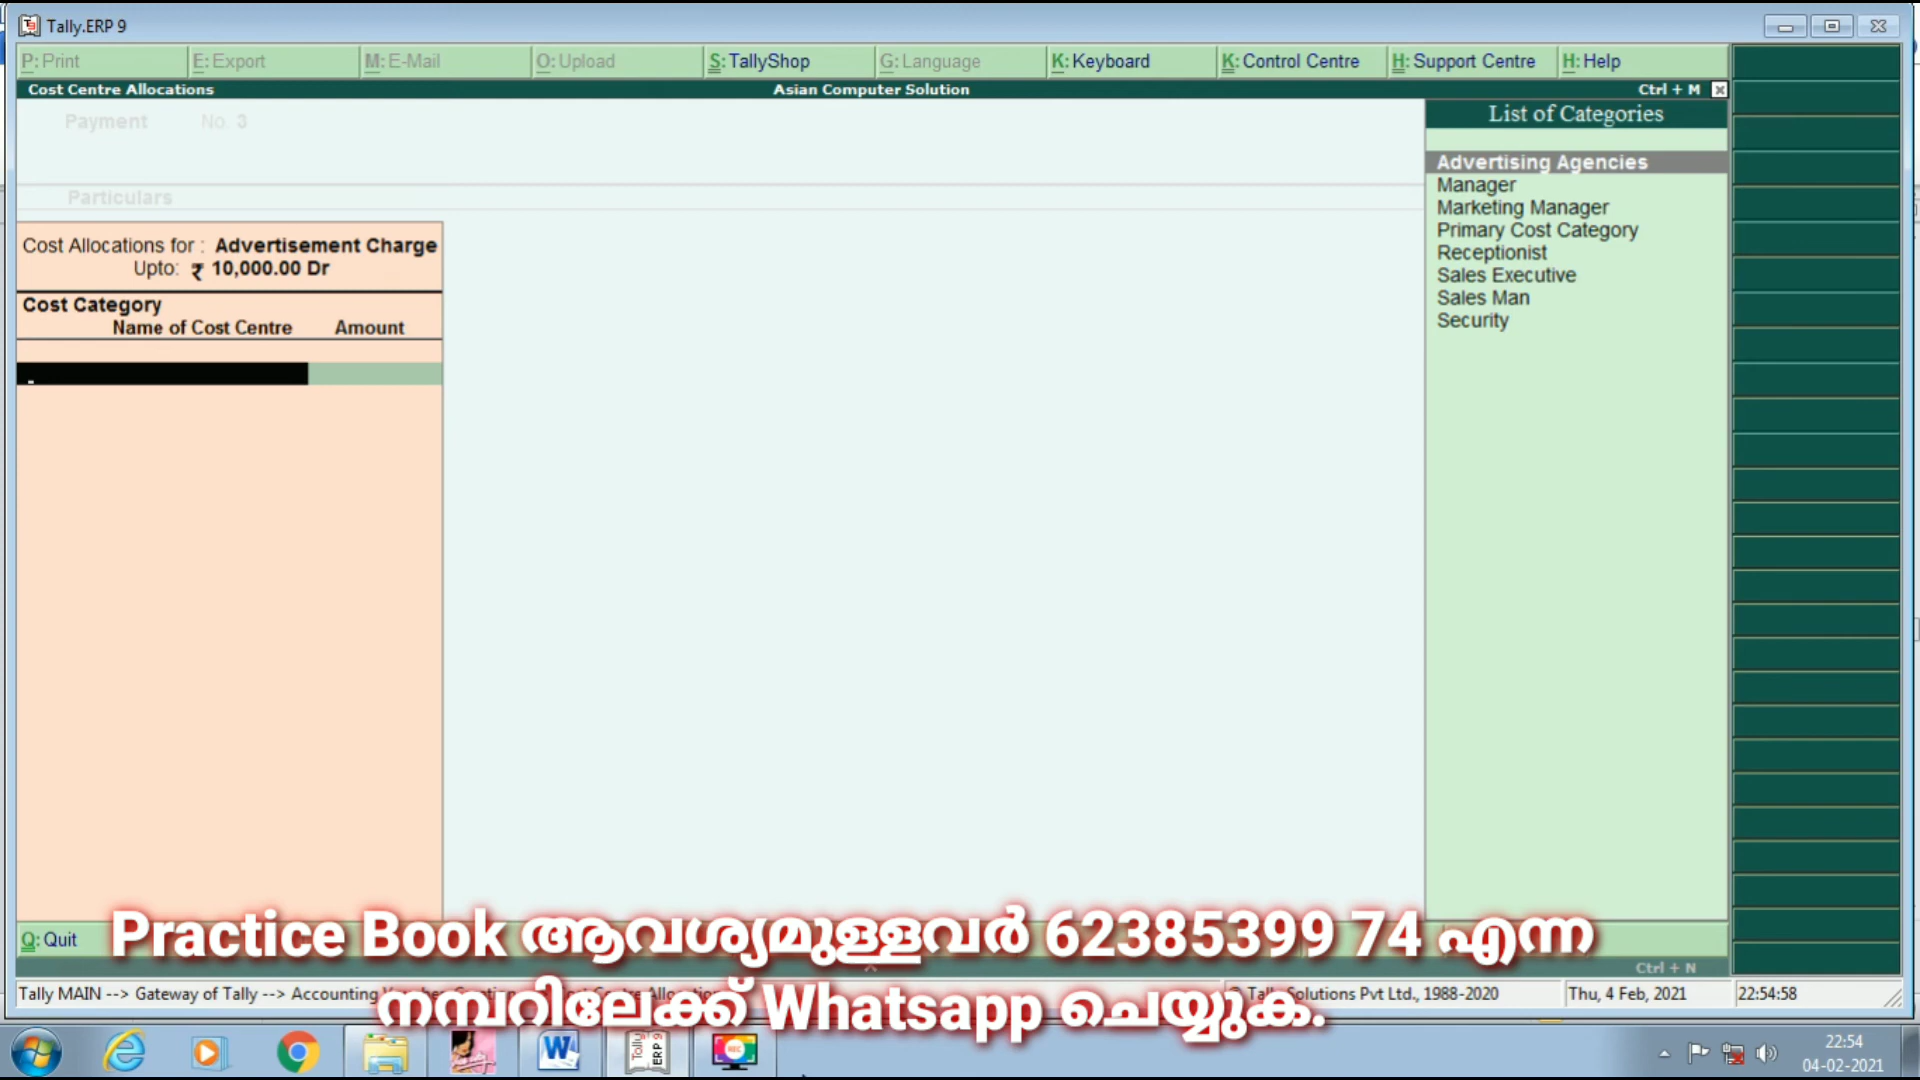 Tally.ERP 9
P: Print E: Export M: E-Mail O: Upload S: TallyShop G: Language K: Keyboard K: Control Centre H: Support Centre H: Help
Cost Centre Allocations Asian Computer Solution Ctrl + M
Payment No. 3
Particulars
Cost Allocations for : Advertisement Charge
Upto: ₹ 10,000.00 Dr
Cost Category
Name of Cost Centre Amount
List of Categories
Advertising Agencies
Manager
Marketing Manager
Primary Cost Category
Receptionist
Sales Executive
Sales Man
Security
Q: Quit
Practice Book ആവശ്യമുള്ളവർ 62385399 74 എന്ന
നമ്പറിലേക്ക് Whatsapp ചെയ്യുക.
Ctrl + N
Tally MAIN --> Gateway of Tally --> Accounting
Tally Solutions Pvt Ltd., 1988-2020 Thu, 4 Feb, 2021 22:54:58
Tally ERP 9
REC
22:54
04-02-2021